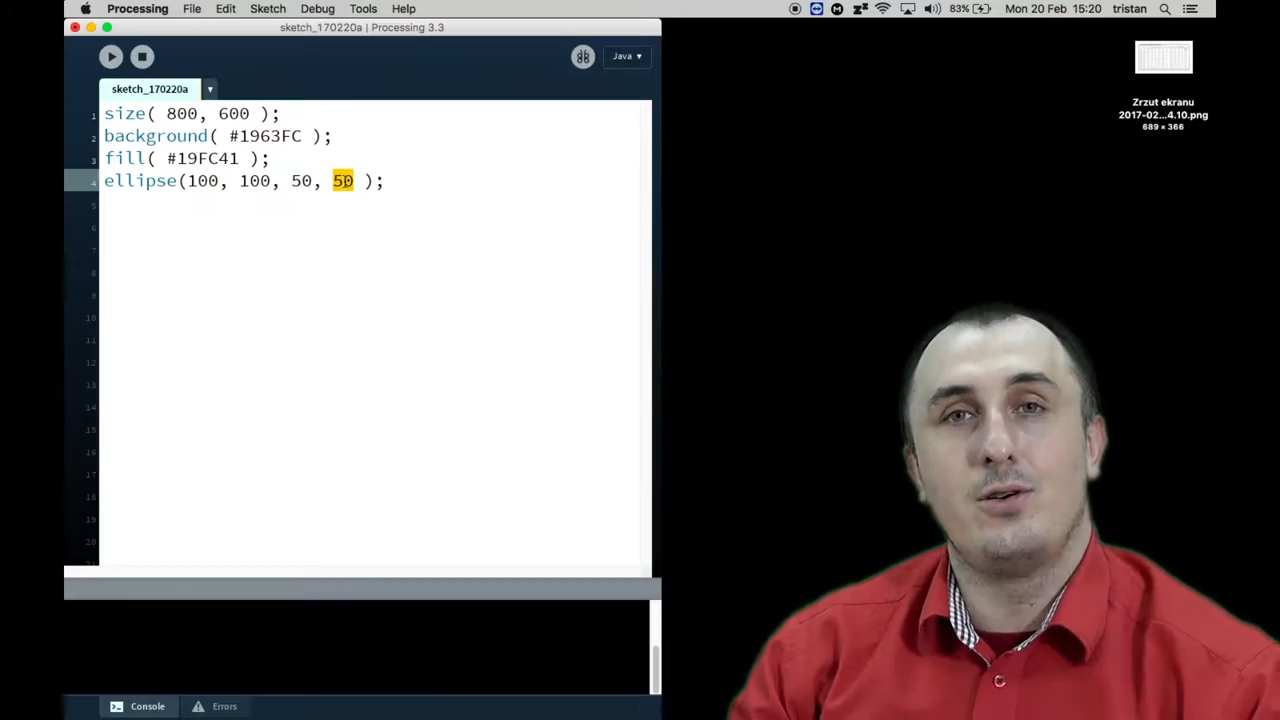 Processing File Edit Sketch Debug Tools Help 83% Mon 20 Feb 15:20 tristan
sketch_170220a | Processing 3.3
Java ▾
sketch_170220a ▾
1 size( 800, 600 );
2 background( #1963FC );
3 fill( #19FC41 );
4 ellipse(100, 100, 50, 50 );
5
6
7
8
9
10
11
12
13
14
15
16
17
18
19
20
Console Errors
Zrzut ekranu
2017-02...4.10.png
689 × 366